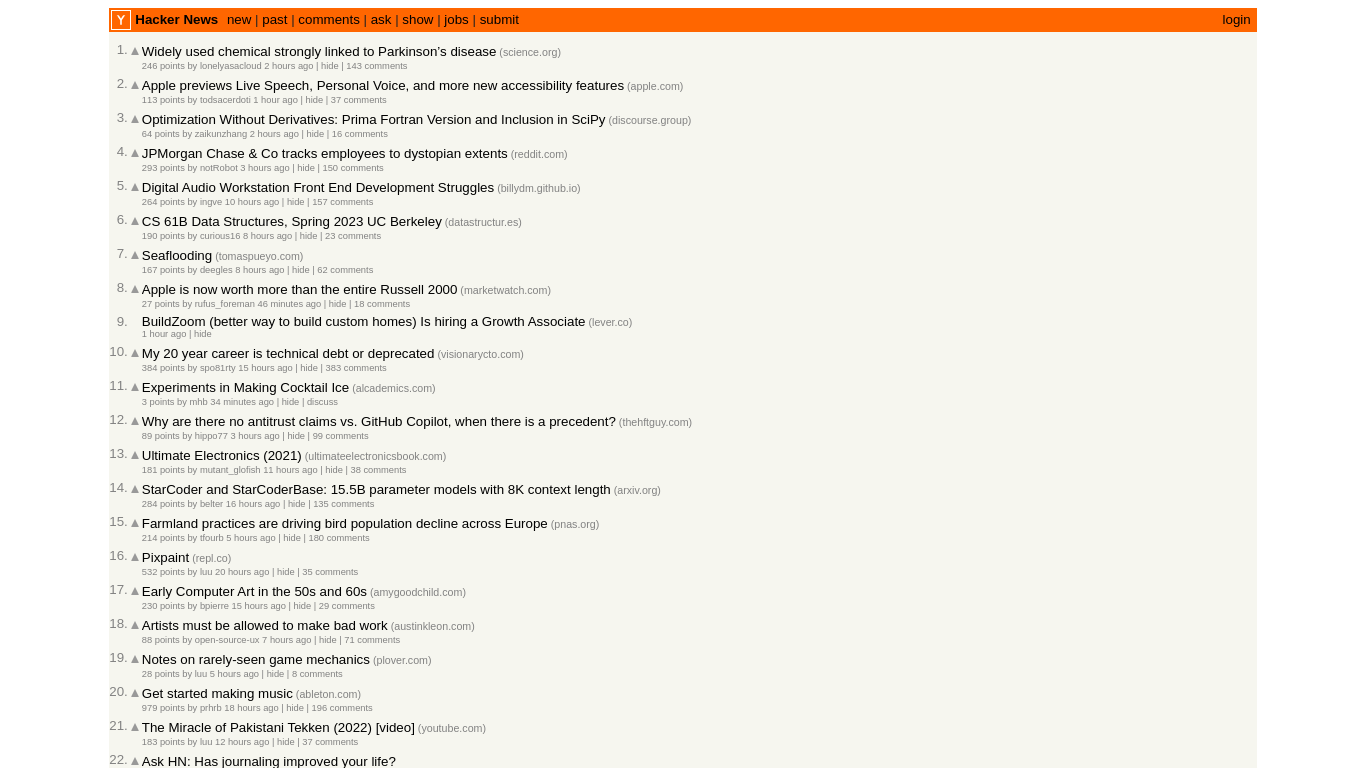 Y Hacker News new | past | comments | ask | show | jobs | submit login
1. ▲ Widely used chemical strongly linked to Parkinson's disease (science.org)
246 points by lonelyasacloud 2 hours ago | hide | 143 comments
2. ▲ Apple previews Live Speech, Personal Voice, and more new accessibility features (apple.com)
113 points by todsacerdoti 1 hour ago | hide | 37 comments
3. ▲ Optimization Without Derivatives: Prima Fortran Version and Inclusion in SciPy (discourse.group)
64 points by zaikunzhang 2 hours ago | hide | 16 comments
4. ▲ JPMorgan Chase & Co tracks employees to dystopian extents (reddit.com)
293 points by notRobot 3 hours ago | hide | 150 comments
5. ▲ Digital Audio Workstation Front End Development Struggles (billydm.github.io)
264 points by ingve 10 hours ago | hide | 157 comments
6. ▲ CS 61B Data Structures, Spring 2023 UC Berkeley (datastructur.es)
190 points by curious16 8 hours ago | hide | 23 comments
7. ▲ Seaflooding (tomaspueyo.com)
167 points by deegles 8 hours ago | hide | 62 comments
8. ▲ Apple is now worth more than the entire Russell 2000 (marketwatch.com)
27 points by rufus_foreman 46 minutes ago | hide | 18 comments
9. BuildZoom (better way to build custom homes) Is hiring a Growth Associate (lever.co)
1 hour ago | hide
10. ▲ My 20 year career is technical debt or deprecated (visionarycto.com)
384 points by spo81rty 15 hours ago | hide | 383 comments
11. ▲ Experiments in Making Cocktail Ice (alcademics.com)
3 points by mhb 34 minutes ago | hide | discuss
12. ▲ Why are there no antitrust claims vs. GitHub Copilot, when there is a precedent? (thehftguy.com)
89 points by hippo77 3 hours ago | hide | 99 comments
13. ▲ Ultimate Electronics (2021) (ultimateelectronicsbook.com)
181 points by mutant_glofish 11 hours ago | hide | 38 comments
14. ▲ StarCoder and StarCoderBase: 15.5B parameter models with 8K context length (arxiv.org)
284 points by belter 16 hours ago | hide | 135 comments
15. ▲ Farmland practices are driving bird population decline across Europe (pnas.org)
214 points by tfourb 5 hours ago | hide | 180 comments
16. ▲ Pixpaint (repl.co)
532 points by luu 20 hours ago | hide | 35 comments
17. ▲ Early Computer Art in the 50s and 60s (amygoodchild.com)
230 points by bpierre 15 hours ago | hide | 29 comments
18. ▲ Artists must be allowed to make bad work (austinkleon.com)
88 points by open-source-ux 7 hours ago | hide | 71 comments
19. ▲ Notes on rarely-seen game mechanics (plover.com)
28 points by luu 5 hours ago | hide | 8 comments
20. ▲ Get started making music (ableton.com)
979 points by prhrb 18 hours ago | hide | 196 comments
21. ▲ The Miracle of Pakistani Tekken (2022) [video] (youtube.com)
183 points by luu 12 hours ago | hide | 37 comments
22. ▲ Ask HN: Has journaling improved your life?